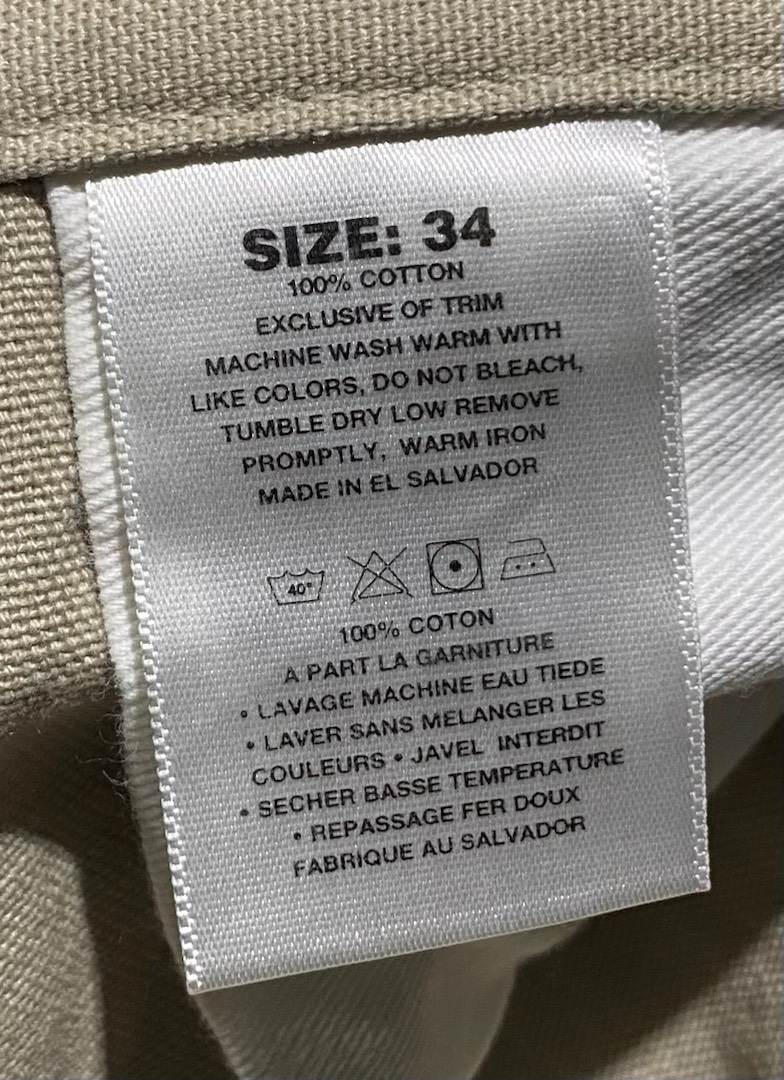 SIZE: 34
100% COTTON
EXCLUSIVE OF TRIM
MACHINE WASH WARM WITH
LIKE COLORS, DO NOT BLEACH,
TUMBLE DRY LOW REMOVE
PROMPTLY, WARM IRON
MADE IN EL SALVADOR
40°
100% COTON
A PART LA GARNITURE
• LAVAGE MACHINE EAU TIEDE
• LAVER SANS MELANGER LES
COULEURS • JAVEL INTERDIT
• SECHER BASSE TEMPERATURE
• REPASSAGE FER DOUX
FABRIQUE AU SALVADOR